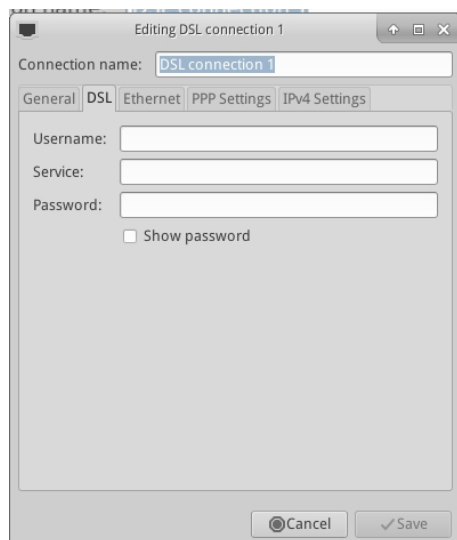 Editing DSL connection 1
Connection name: DSL connection 1
General DSL Ethernet PPP Settings IPv4 Settings
Username:
Service:
Password:
Show password
Cancel Save